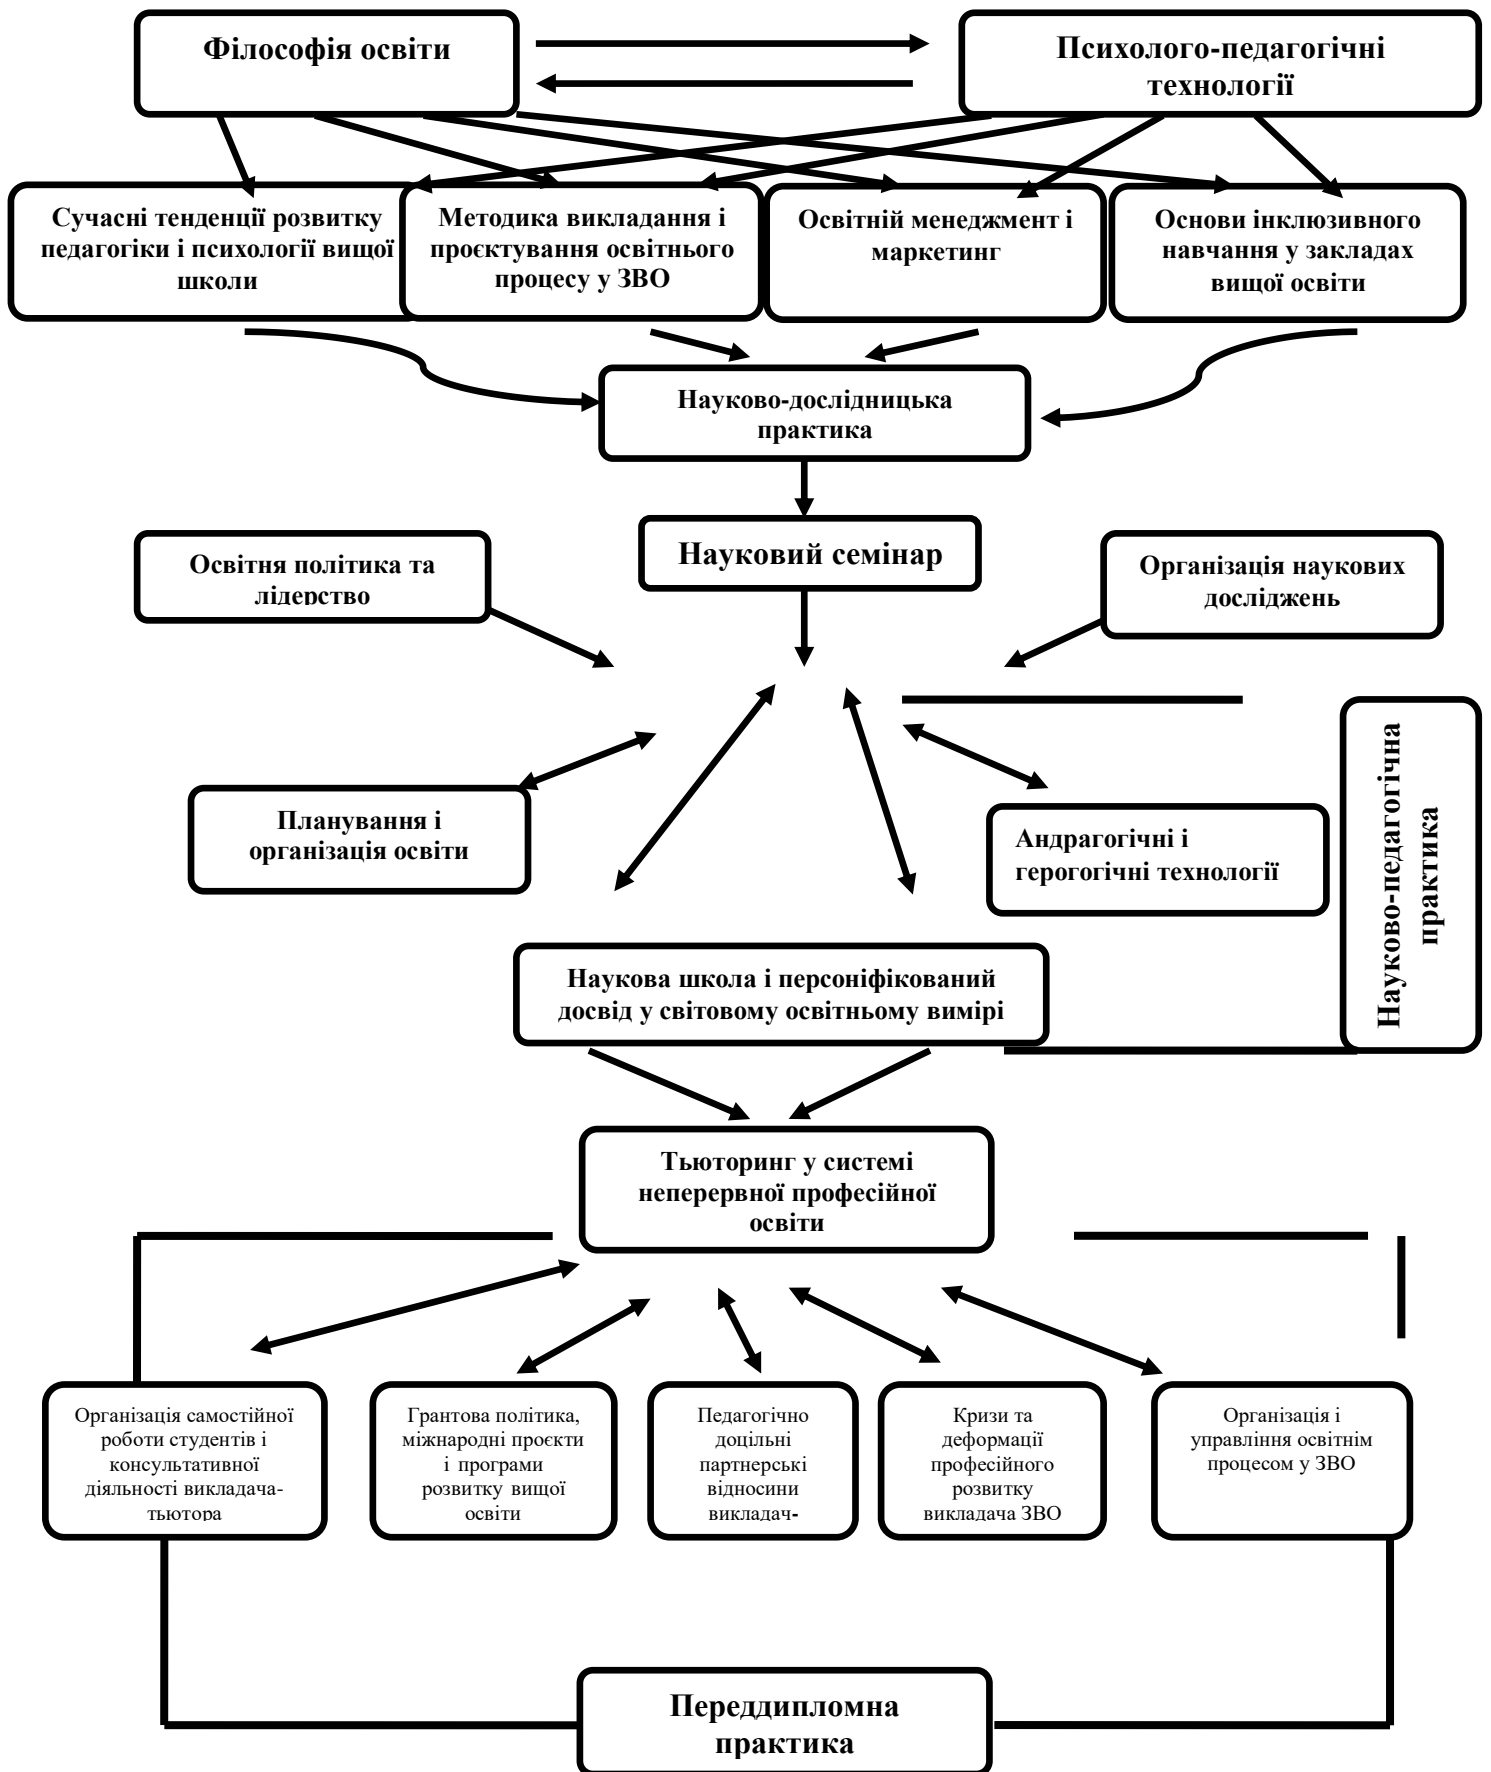 Філософія освіти
Психолого-педагогічні
технології
Сучасні тенденції розвитку
педагогіки і психології вищої
школи
Методика викладання і
проєктування освітнього
процесу у ЗВО
Освітній менеджмент і
маркетинг
Основи інклюзивного
навчання у закладах
вищої освіти
Науково-дослідницька
практика
Науковий семінар
Освітня політика та
лідерство
Організація наукових
досліджень
Науково-педагогічна
практика
Планування і
організація освіти
Андрагогічні і
герогогічні технології
Наукова школа і персоніфікований
досвід у світовому освітньому вимірі
Тьюторинг у системі
неперервної професійної
освіти
Організація самостійної
роботи студентів і
консультативної
діяльності викладача-
тьютора
Грантова політика,
міжнародні проєкти
і програми
розвитку вищої
освіти
Педагогічно
доцільні
партнерські
відносини
викладач-
Кризи та
деформації
професійного
розвитку
викладача ЗВО
Організація і
управління освітнім
процесом у ЗВО
Переддипломна
практика